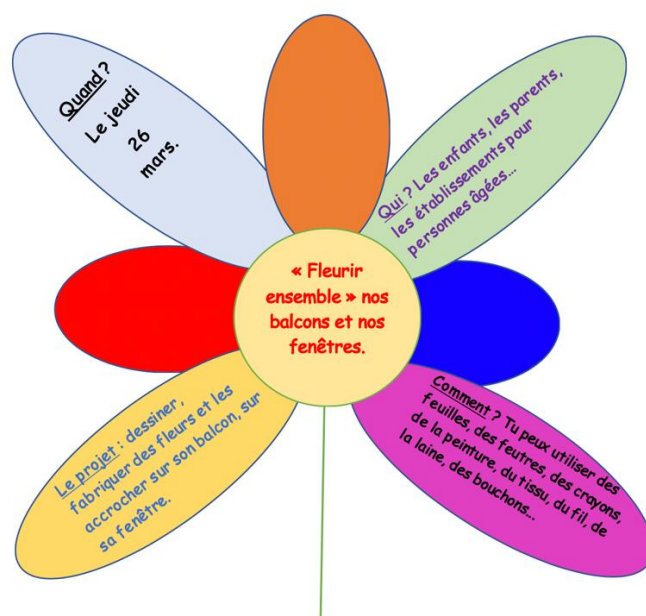 Quand ?
Le jeudi
26
mars.
Qui ? Les enfants, les parents,
les établissements pour
personnes âgées...
« Fleurir
ensemble » nos
balcons et nos
fenêtres.
Le projet : dessiner,
fabriquer des fleurs et les
accrocher sur son balcon, sur
sa fenêtre.
Comment ? Tu peux utiliser des
feuilles, des feutres, des crayons,
de la peinture, du tissu, du fil, de
la laine, des bouchons...